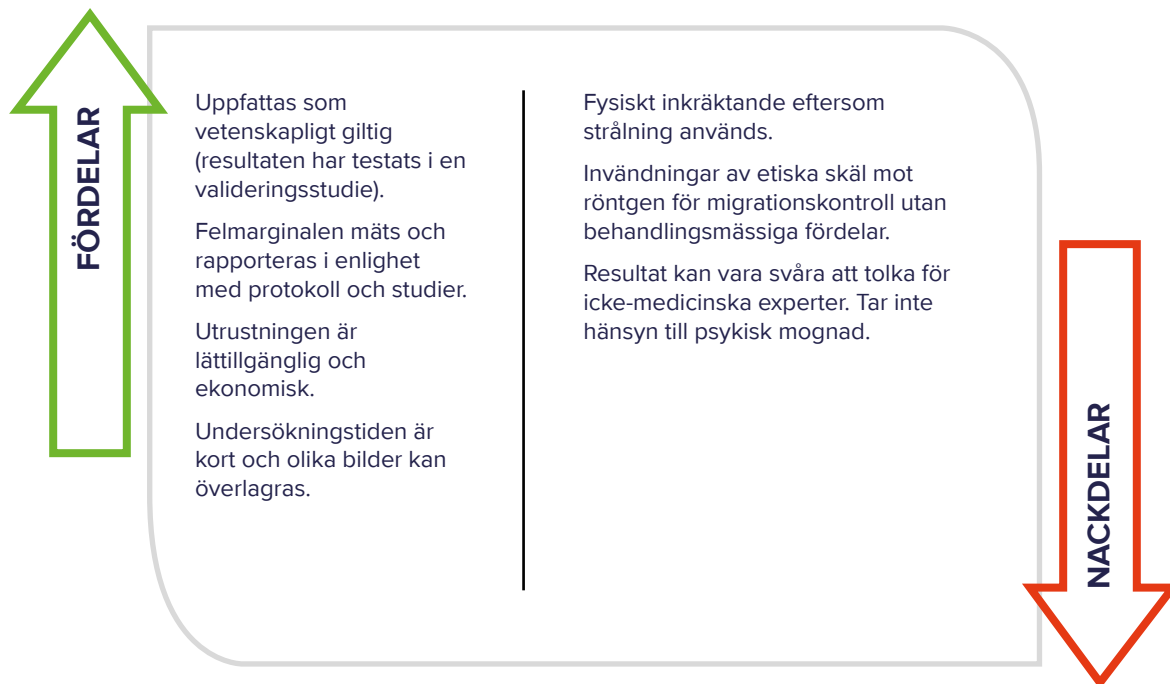 FÖRDELAR
Uppfattas som
vetenskapligt giltig
(resultaten har testats i en
valideringsstudie).
Felmarginalen mäts och
rapporteras i enlighet
med protokoll och studier.
Utrustningen är
lättillgänglig och
ekonomisk.
Undersökningstiden är
kort och olika bilder kan
överlagras.
Fysiskt inkräktande eftersom
strålning används.
Invändningar av etiska skäl mot
röntgen för migrationskontroll utan
behandlingsmässiga fördelar.
Resultat kan vara svåra att tolka för
icke-medicinska experter. Tar inte
hänsyn till psykisk mognad.
NACKDELAR